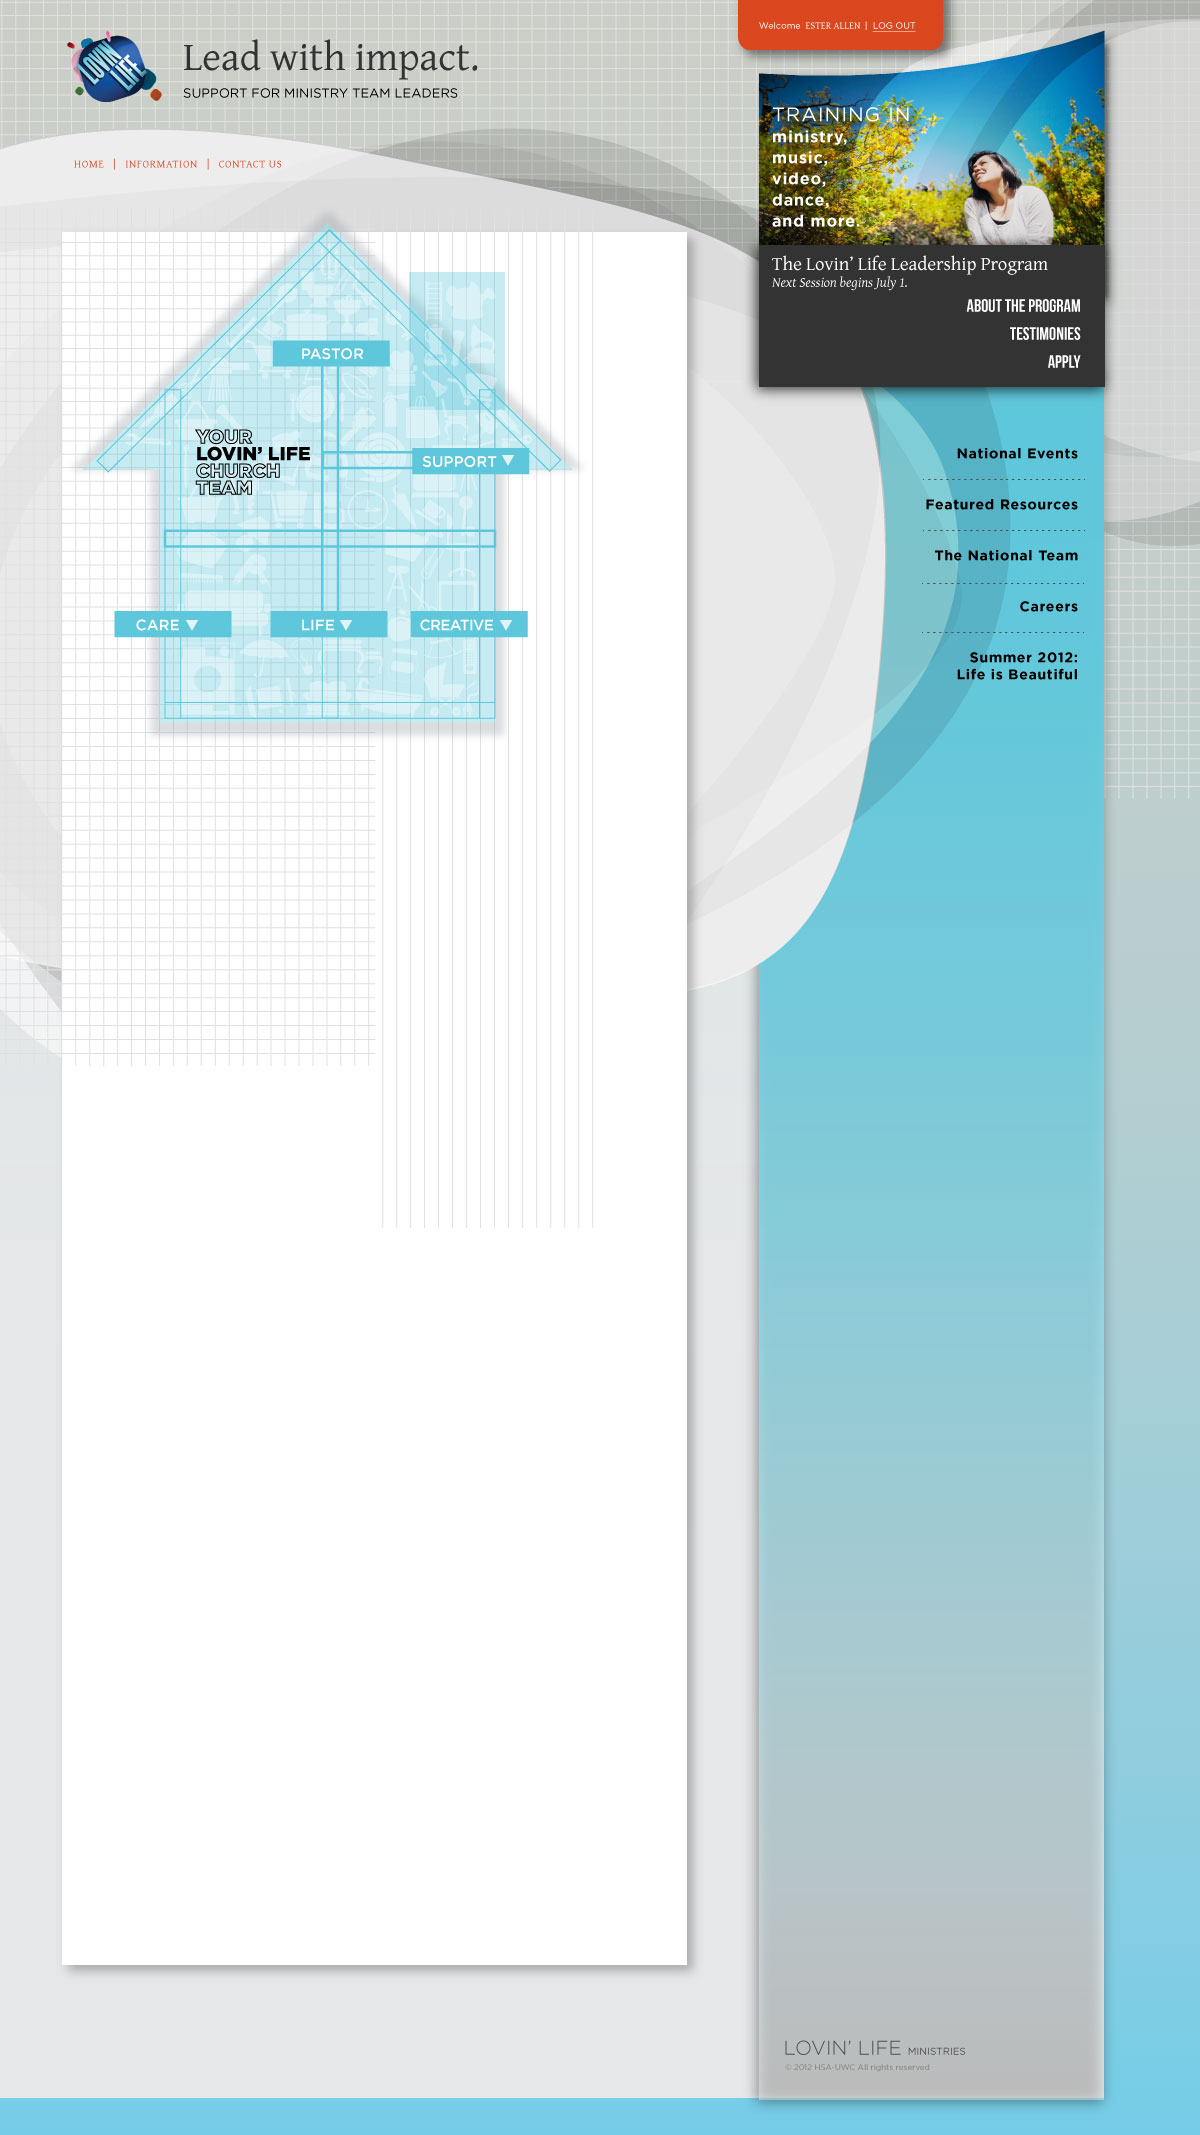 Welcome ESTER ALLEN | LOG OUT
LOVIN' LIFE
Lead with impact.
SUPPORT FOR MINISTRY TEAM LEADERS
HOME | INFORMATION | CONTACT US
TRAINING IN
ministry,
music,
video,
dance,
and more.
The Lovin' Life Leadership Program
Next Session begins July 1.
ABOUT THE PROGRAM
TESTIMONIES
APPLY
PASTOR
YOUR
LOVIN' LIFE
CHURCH
TEAM
SUPPORT ▼
CARE ▼
LIFE ▼
CREATIVE ▼
National Events
Featured Resources
The National Team
Careers
Summer 2012:
Life is Beautiful
LOVIN' LIFE MINISTRIES
© 2012 HSA-UWC All rights reserved